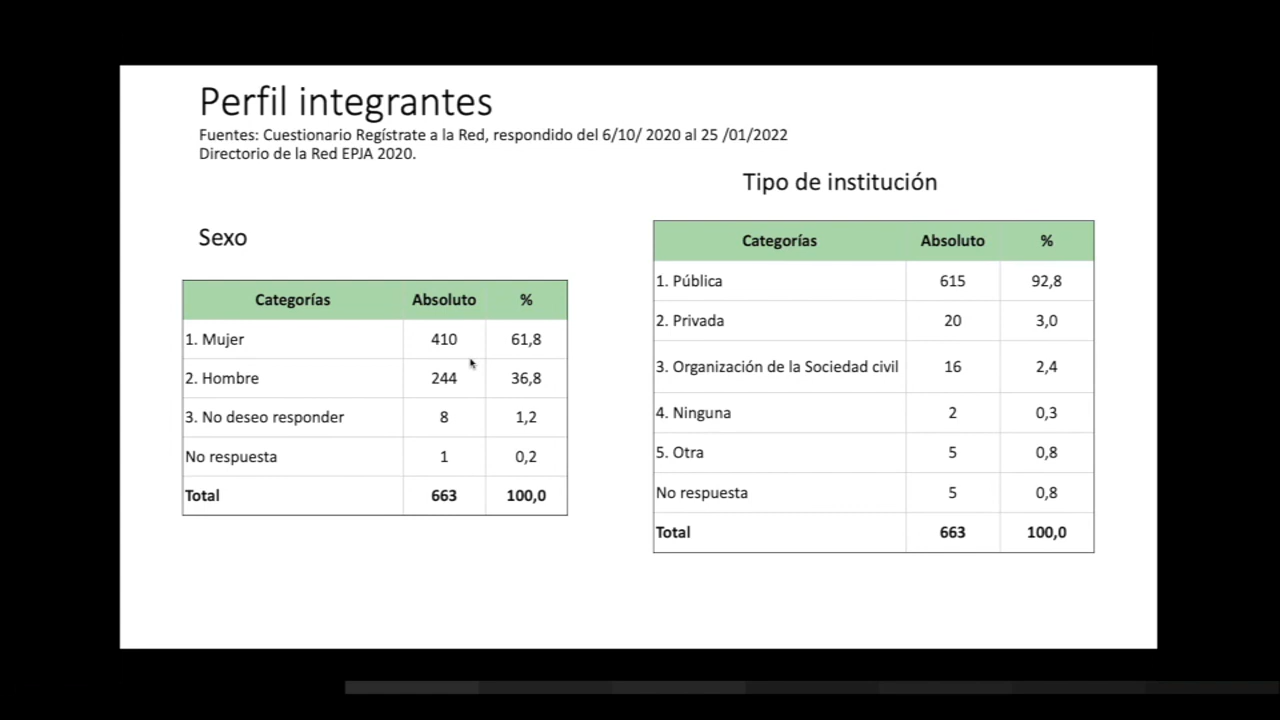 Perfil integrantes
Fuentes: Cuestionario Regístrate a la Red, respondido del 6/10/ 2020 al 25 /01/2022
Directorio de la Red EPJA 2020.
Sexo
Categorías Absoluto %
1. Mujer 410 61,8
2. Hombre 244 36,8
3. No deseo responder 8 1,2
No respuesta 1 0,2
Total 663 100,0
Tipo de institución
Categorías Absoluto %
1. Pública 615 92,8
2. Privada 20 3,0
3. Organización de la Sociedad civil 16 2,4
4. Ninguna 2 0,3
5. Otra 5 0,8
No respuesta 5 0,8
Total 663 100,0